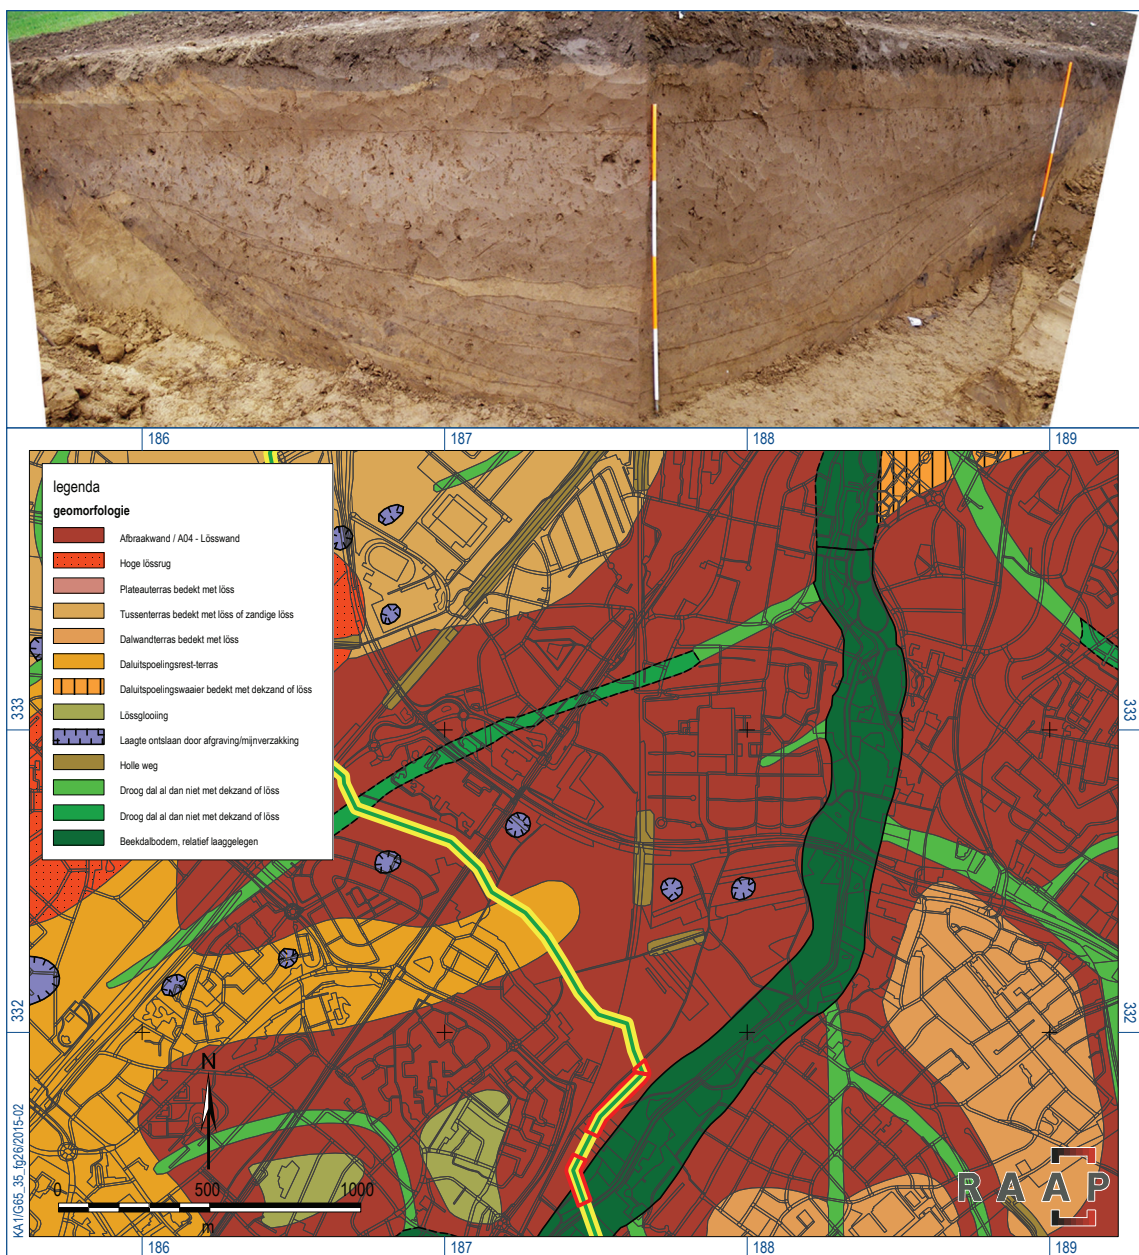 186 187 188 189
legenda
geomorfologie
Afbraakwand / A04 - Lösswand
Hoge lössrug
Plateauterras bedekt met löss
Tussenterras bedekt met löss of zandige löss
Dalwandterras bedekt met löss
Daluitspoelingsrest-terras
Daluitspoelingswaaier bedekt met dekzand of löss
Lössglooiing
Laagte ontslaan door afgraving/mijnverzakking
Holle weg
Droog dal al dan niet met dekzand of löss
Droog dal al dan niet met dekzand of löss
Beekdalbodem, relatief laaggelegen
333 333
332 332
N
0 500 1000
m
KA1/G65_35_fg26/2015-02
RAAP
186 187 188 189